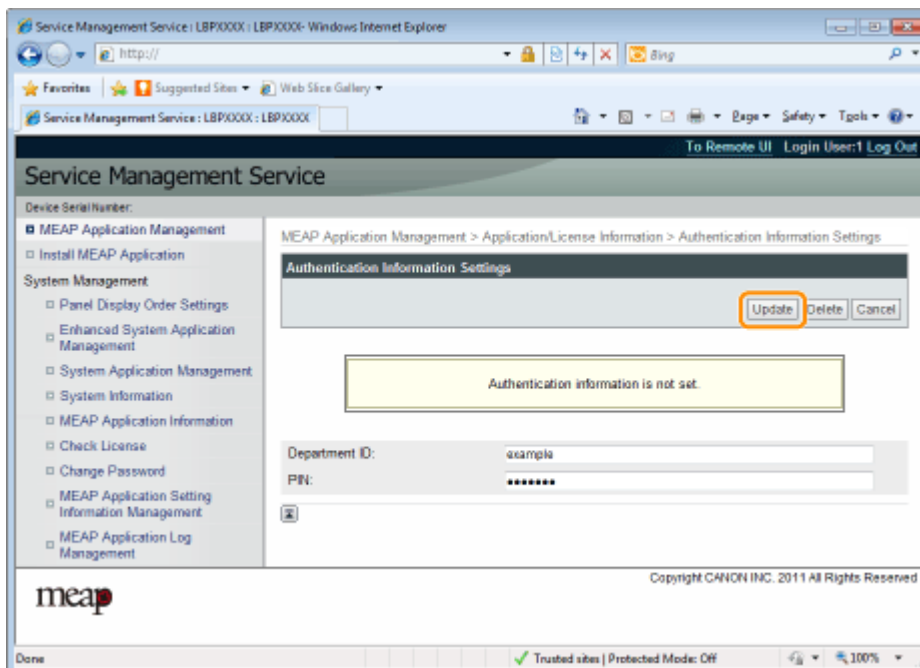 Service Management Service : LBPXXXX : LBPXXXX- Windows Internet Explorer
http://
Bing
Favorites Suggested Sites Web Slice Gallery
Service Management Service : LBPXXXX : LBPXXXX
Page Safety Tools
To Remote UI Login User:1 Log Out
Service Management Service
Device Serial Number:
MEAP Application Management
Install MEAP Application
System Management
Panel Display Order Settings
Enhanced System Application
Management
System Application Management
System Information
MEAP Application Information
Check License
Change Password
MEAP Application Setting
Information Management
MEAP Application Log
Management
MEAP Application Management > Application/License Information > Authentication Information Settings
Authentication Information Settings
Update Delete Cancel
Authentication information is not set.
Department ID: example
PIN: •••••••
Copyright CANON INC. 2011 All Rights Reserved
meap
Done Trusted sites | Protected Mode: Off 100%